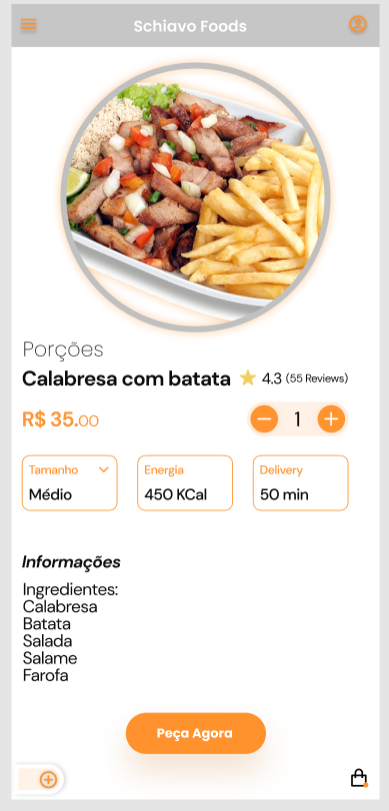 Schiavo Foods
Porções
Calabresa com batata 4.3 (55 Reviews)
R$ 35.00 1
Tamanho Energia Delivery
Médio 450 KCal 50 min
Informações
Ingredientes:
Calabresa
Batata
Salada
Salame
Farofa
Peça Agora